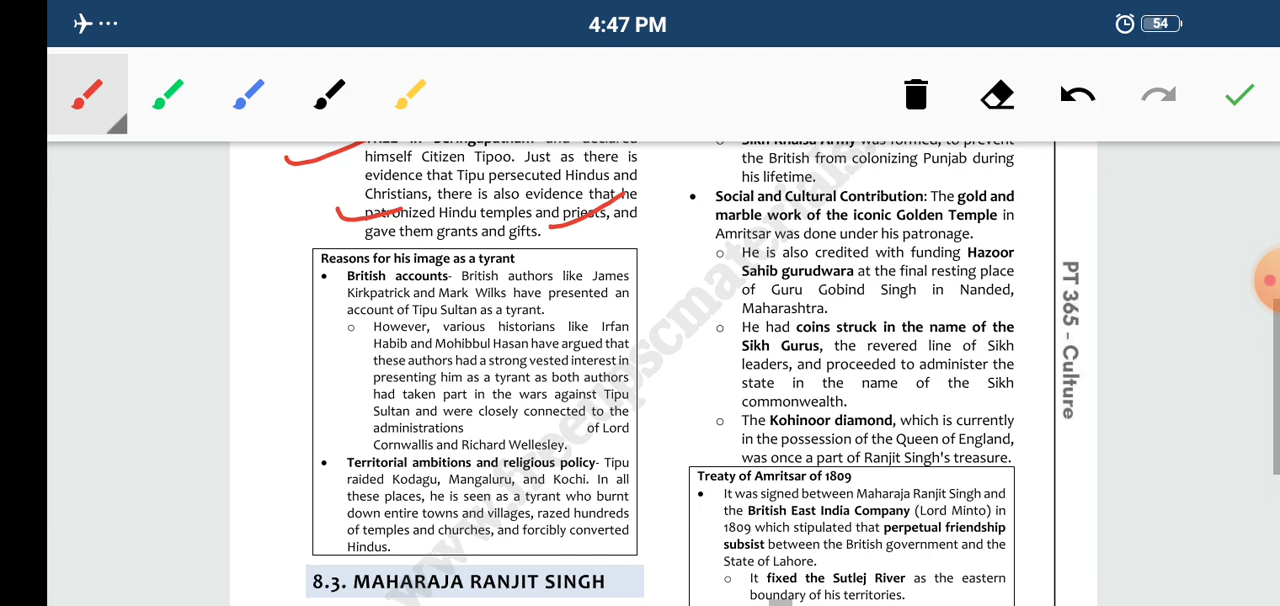 4:47 PM
54
TREE in Seringapatnam and declared
himself Citizen Tipoo. Just as there is
evidence that Tipu persecuted Hindus and
Christians, there is also evidence that he
patronized Hindu temples and priests, and
gave them grants and gifts.
Reasons for his image as a tyrant
• British accounts- British authors like James
Kirkpatrick and Mark Wilks have presented an
account of Tipu Sultan as a tyrant.
o However, various historians like Irfan
Habib and Mohibbul Hasan have argued that
these authors had a strong vested interest in
presenting him as a tyrant as both authors
had taken part in the wars against Tipu
Sultan and were closely connected to the
administrations of Lord
Cornwallis and Richard Wellesley.
• Territorial ambitions and religious policy- Tipu
raided Kodagu, Mangaluru, and Kochi. In all
these places, he is seen as a tyrant who burnt
down entire towns and villages, razed hundreds
of temples and churches, and forcibly converted
Hindus.
8.3. MAHARAJA RANJIT SINGH
o Sikh Khalsa Army was formed, to prevent
the British from colonizing Punjab during
his lifetime.
• Social and Cultural Contribution: The gold and
marble work of the iconic Golden Temple in
Amritsar was done under his patronage.
o He is also credited with funding Hazoor
Sahib gurudwara at the final resting place
of Guru Gobind Singh in Nanded,
Maharashtra.
o He had coins struck in the name of the
Sikh Gurus, the revered line of Sikh
leaders, and proceeded to administer the
state in the name of the Sikh
commonwealth.
o The Kohinoor diamond, which is currently
in the possession of the Queen of England,
was once a part of Ranjit Singh's treasure.
Treaty of Amritsar of 1809
• It was signed between Maharaja Ranjit Singh and
the British East India Company (Lord Minto) in
1809 which stipulated that perpetual friendship
subsist between the British government and the
State of Lahore.
o It fixed the Sutlej River as the eastern
boundary of his territories.
PT 365 - Culture
www.freeupscmaterials.